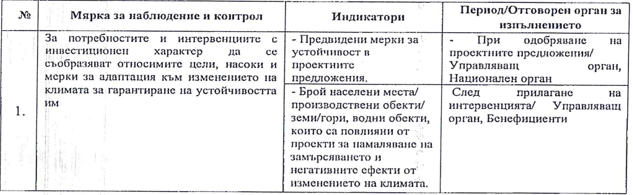 №
Мярка за наблюдение и контрол
Индикатори
Период/Отговорен орган за
изпълнението
1.
За потребностите и интервенциите с
инвестиционен характер да се
съобразяват относимите цели, насоки и
мерки за адаптация към изменението на
климата за гарантиране на устойчивостта
им
- Предвидени мерки за
устойчивост в
проектните
предложения.
- При одобряване на
проектните предложения/
Управляващ орган,
Национален орган
- Брой населени места/
производствени обекти/
земи/гори, водни обекти,
които са повлияни от
проекти за намаляване на
замърсяването и
негативните ефекти от
изменението на климата.
След прилагане на
интервенцията/ Управляващ
орган, Бенефициенти